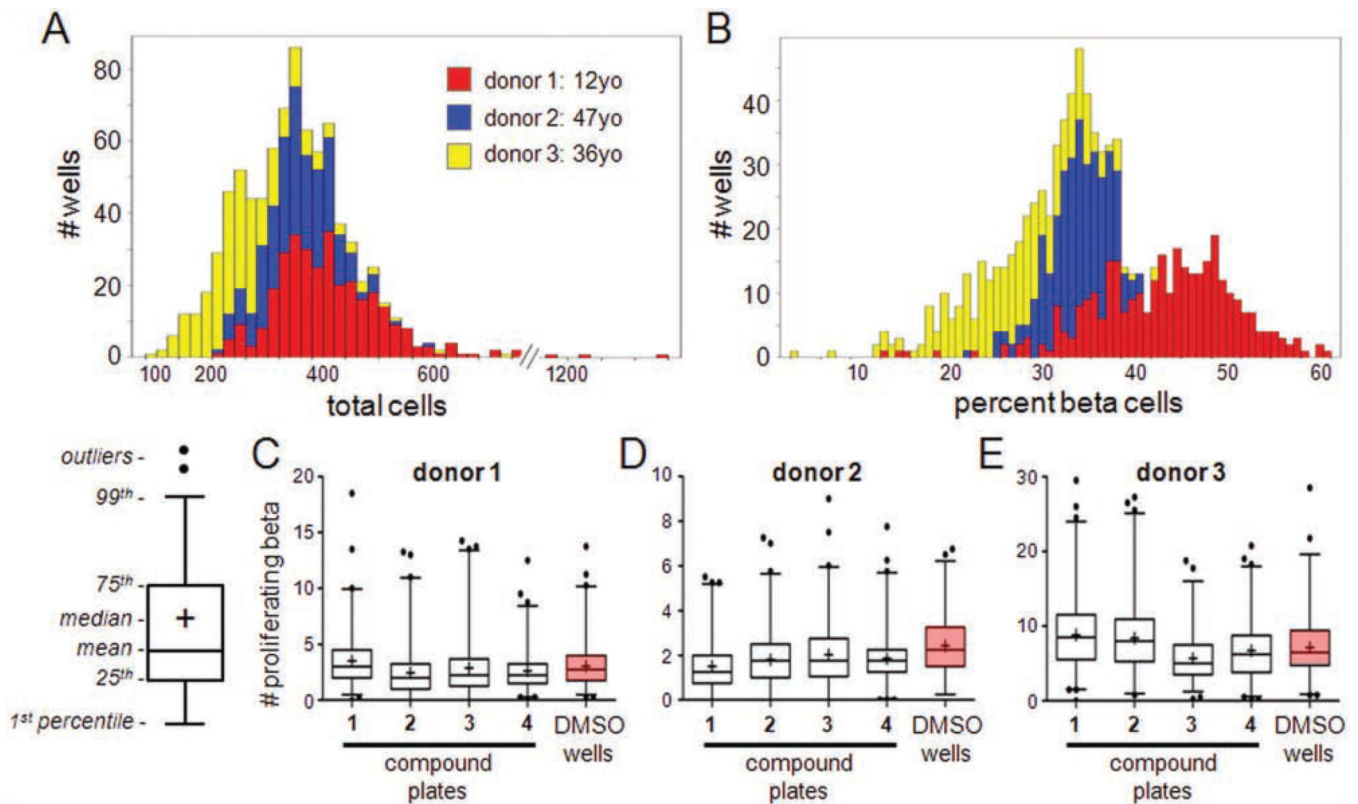 A
80
60
40
20
0
# wells
100 200 400 600 1200
total cells
donor 1: 12yo
donor 2: 47yo
donor 3: 36yo
B
40
30
20
10
0
# wells
10 20 30 40 50 60
percent beta cells
outliers -
99th -
75th -
median -
mean -
25th -
1st percentile -
C
donor 1
20
15
10
5
0
# proliferating beta
1 2 3 4 DMSO
wells
compound
plates
D
donor 2
10
8
6
4
2
0
1 2 3 4 DMSO
wells
compound
plates
E
donor 3
30
20
10
0
1 2 3 4 DMSO
wells
compound
plates